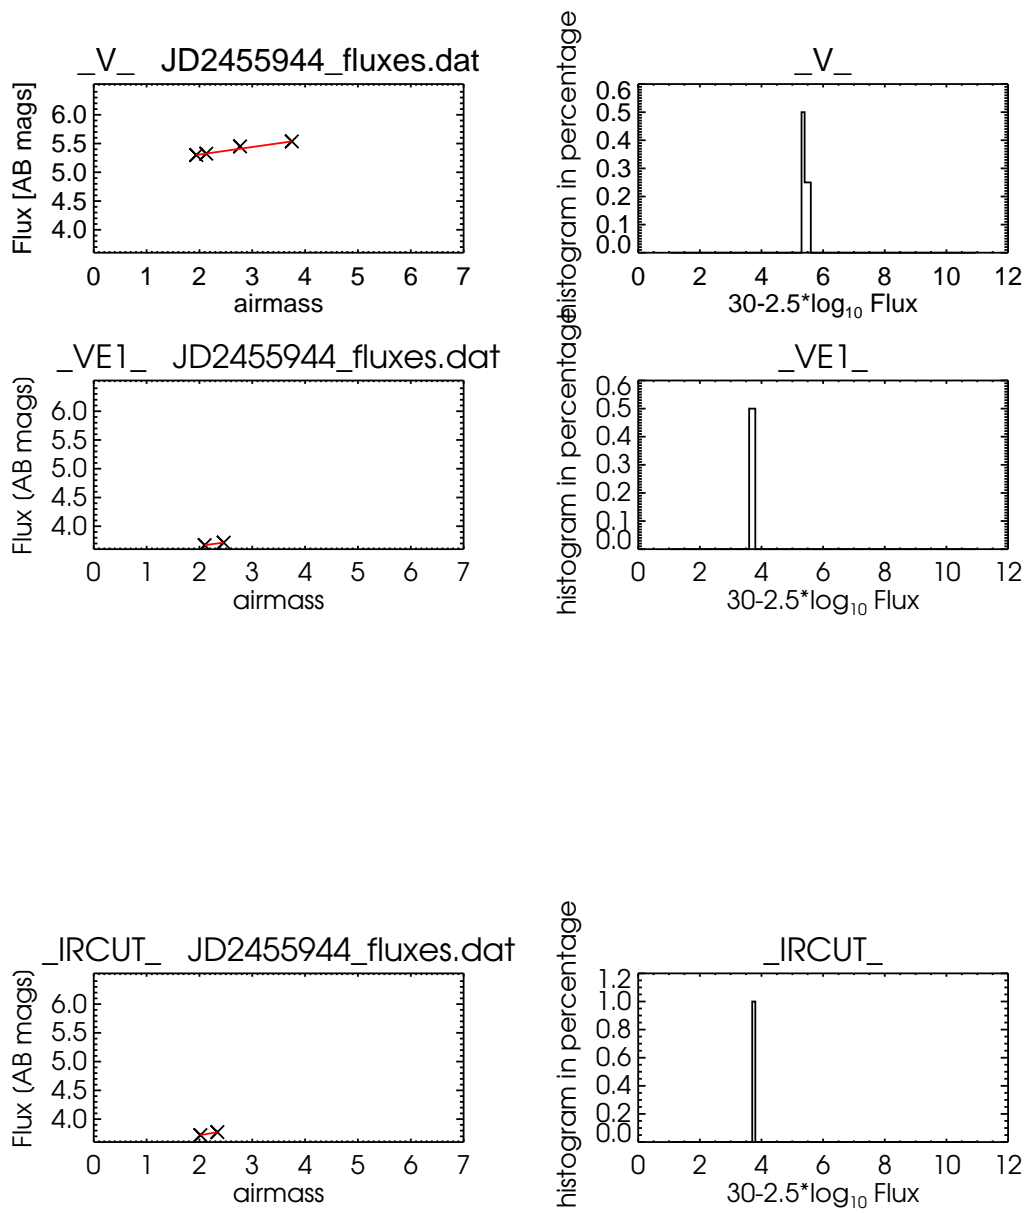 _V_ JD2455944_fluxes.dat
Flux [AB mags]
6.0
5.5
5.0
4.5
4.0
0 1 2 3 4 5 6 7
airmass
_V_
histogram in percentage
0.6
0.5
0.4
0.3
0.2
0.1
0.0
0 2 4 6 8 10 12
30-2.5*log10 Flux
_VE1_ JD2455944_fluxes.dat
Flux (AB mags)
6.0
5.5
5.0
4.5
4.0
0 1 2 3 4 5 6 7
airmass
_VE1_
histogram in percentage
0.6
0.5
0.4
0.3
0.2
0.1
0.0
0 2 4 6 8 10 12
30-2.5*log10 Flux
_IRCUT_ JD2455944_fluxes.dat
Flux (AB mags)
6.0
5.5
5.0
4.5
4.0
0 1 2 3 4 5 6 7
airmass
_IRCUT_
histogram in percentage
1.2
1.0
0.8
0.6
0.4
0.2
0.0
0 2 4 6 8 10 12
30-2.5*log10 Flux